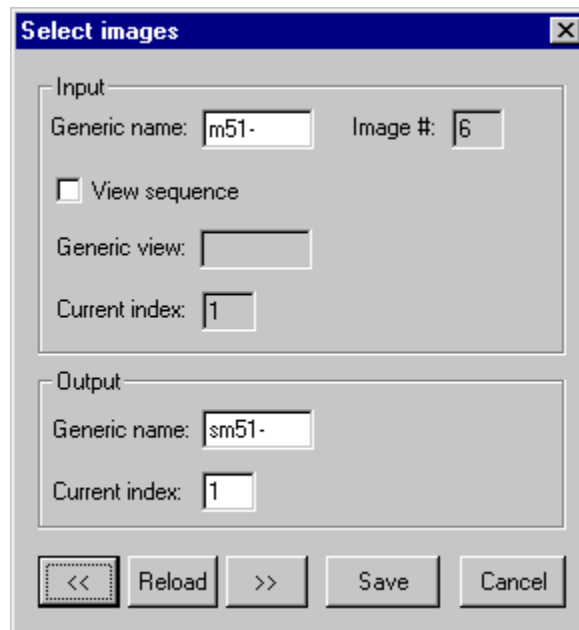 Select images
Input
Generic name: m51- Image #: 6
View sequence
Generic view:
Current index: 1
Output
Generic name: sm51-
Current index: 1
<< Reload >> Save Cancel